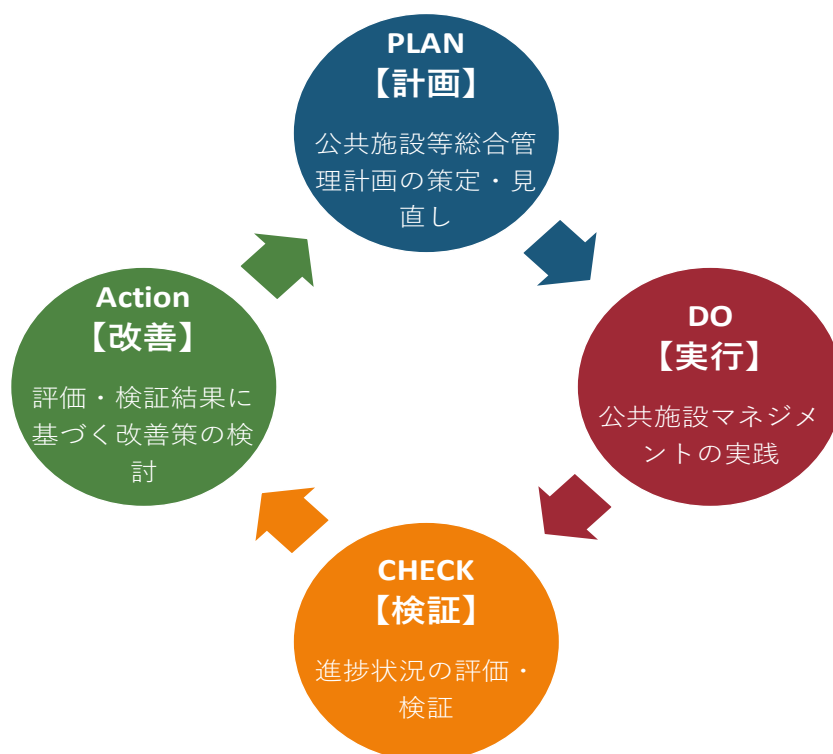 PLAN
【計画】
公共施設等総合管
理計画の策定・見
直し
DO
【実行】
公共施設マネジメ
ントの実践
CHECK
【検証】
進捗状況の評価・
検証
Action
【改善】
評価・検証結果に
基づく改善策の検
討